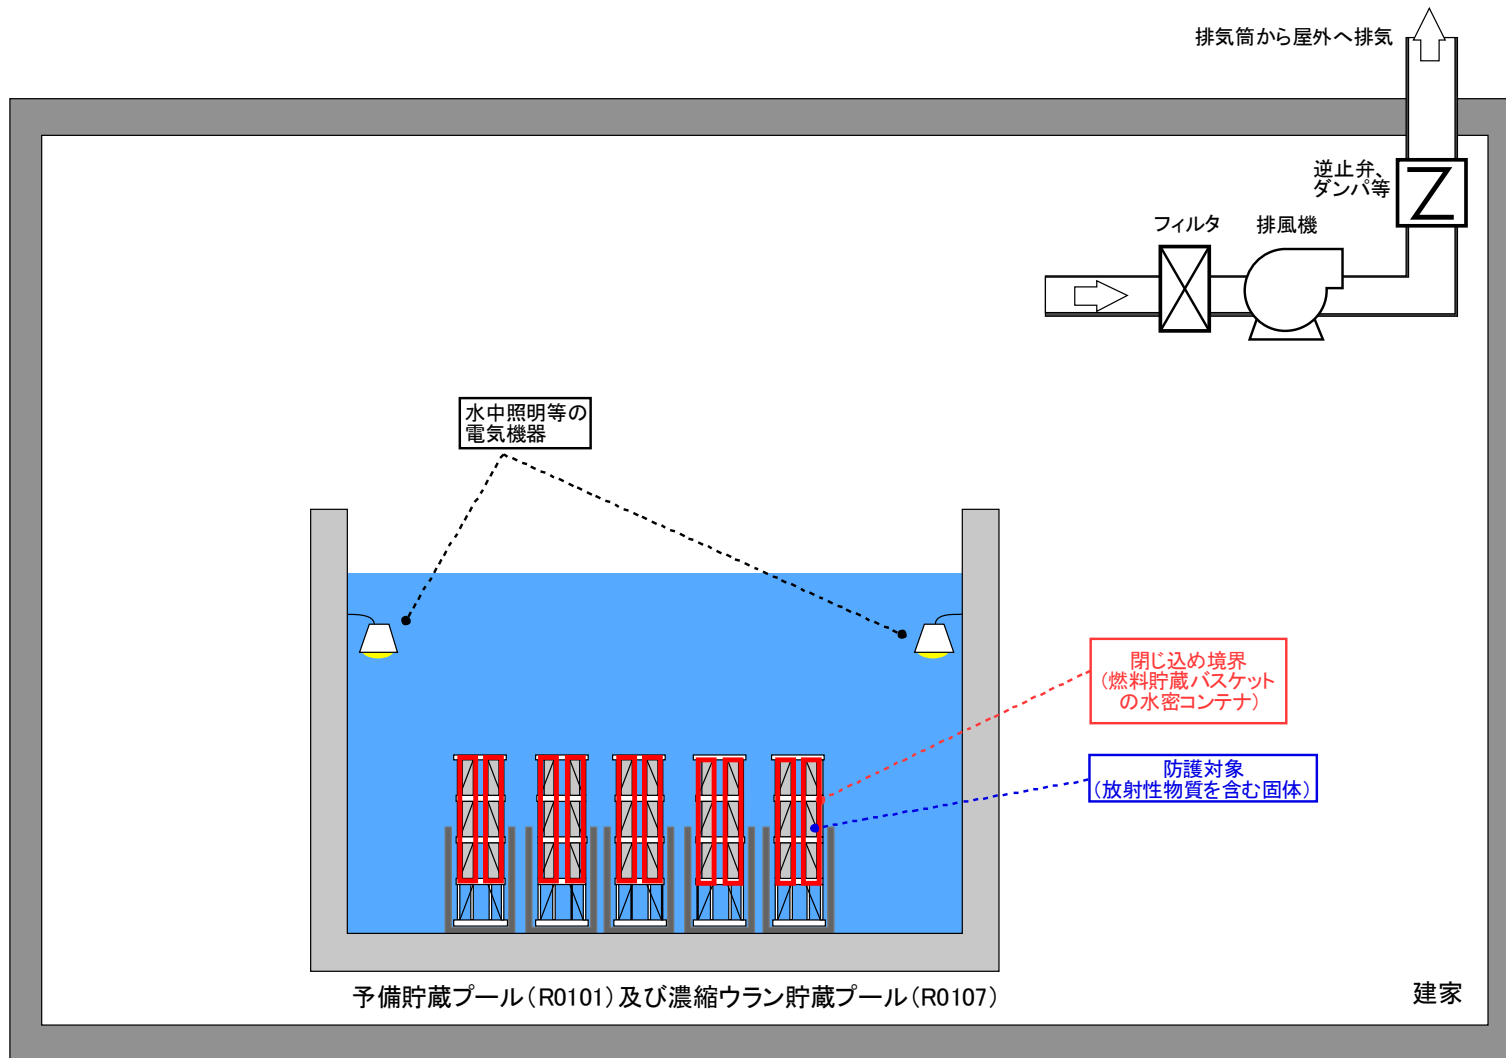 排気筒から屋外へ排気
逆止弁、
ダンパ等
フィルタ
排風機
水中照明等の
電気機器
閉じ込め境界
(燃料貯蔵バスケット
の水密コンテナ)
防護対象
(放射性物質を含む固体)
予備貯蔵プール(R0101)及び濃縮ウラン貯蔵プール(R0107)
建家